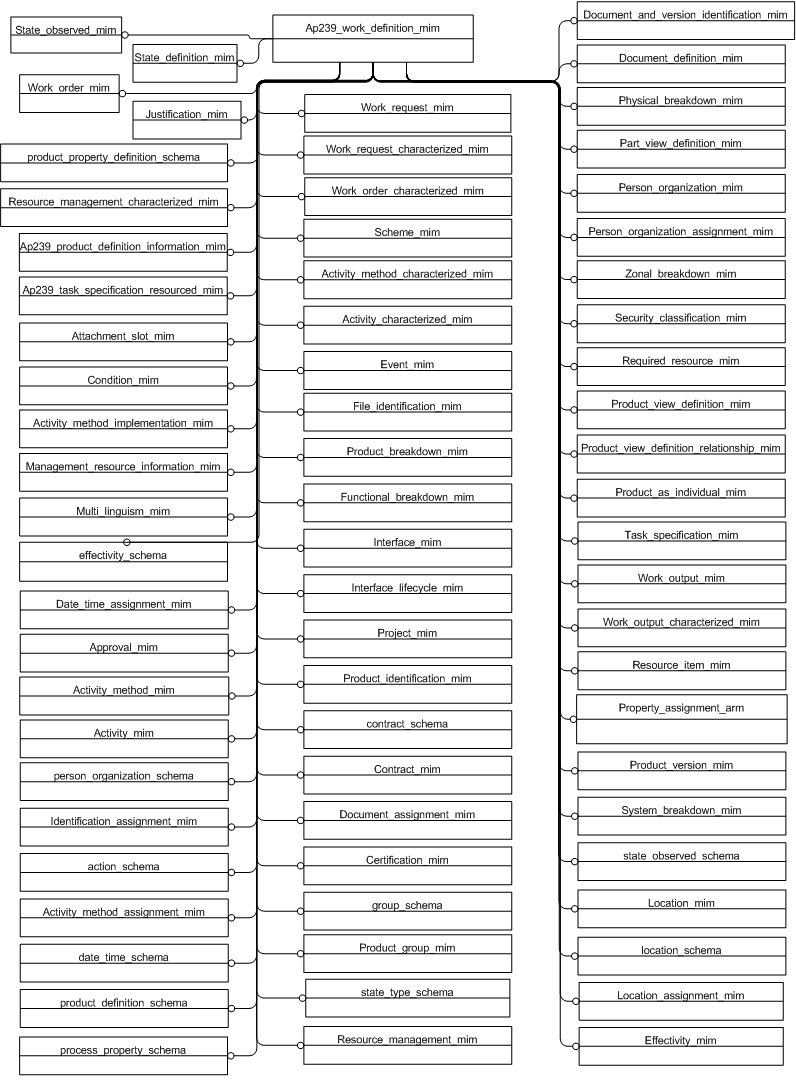 Ap239_work_definition_mim
State_observed_mim
State_definition_mim
Work_order_mim
Justification_mim
product_property_definition_schema
Resource_management_characterized_mim
Ap239_product_definition_information_mim
Ap239_task_specification_resourced_mim
Attachment_slot_mim
Condition_mim
Activity_method_implementation_mim
Management_resource_information_mim
Multi_linguism_mim
effectivity_schema
Date_time_assignment_mim
Approval_mim
Activity_method_mim
Activity_mim
person_organization_schema
Identification_assignment_mim
action_schema
Activity_method_assignment_mim
date_time_schema
product_definition_schema
process_property_schema
Work_request_mim
Work_request_characterized_mim
Work_order_characterized_mim
Scheme_mim
Activity_method_characterized_mim
Activity_characterized_mim
Event_mim
File_identification_mim
Product_breakdown_mim
Functional_breakdown_mim
Interface_mim
Interface_lifecycle_mim
Project_mim
Product_identification_mim
contract_schema
Contract_mim
Document_assignment_mim
Certification_mim
group_schema
Product_group_mim
state_type_schema
Resource_management_mim
Document_and_version_identification_mim
Document_definition_mim
Physical_breakdown_mim
Part_view_definition_mim
Person_organization_mim
Person_organization_assignment_mim
Zonal_breakdown_mim
Security_classification_mim
Required_resource_mim
Product_view_definition_mim
Product_view_definition_relationship_mim
Product_as_individual_mim
Task_specification_mim
Work_output_mim
Work_output_characterized_mim
Resource_item_mim
Property_assignment_arm
Product_version_mim
System_breakdown_mim
state_observed_schema
Location_mim
location_schema
Location_assignment_mim
Effectivity_mim